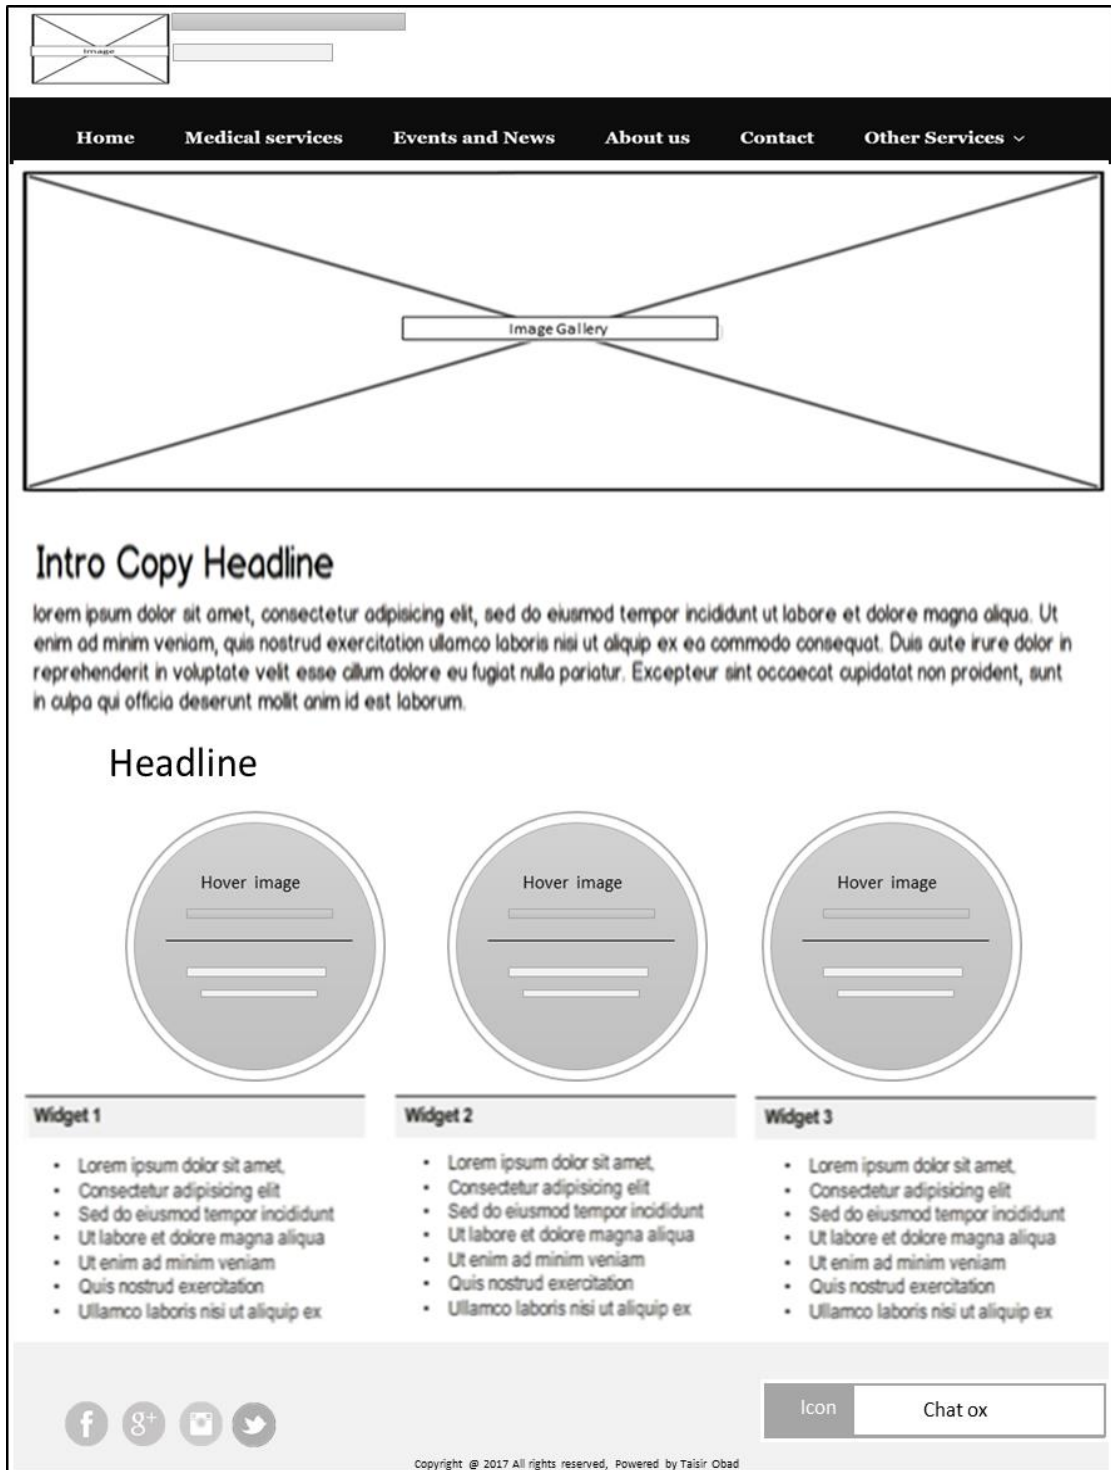 Image
Home Medical services Events and News About us Contact Other Services
Image Gallery
Intro Copy Headline
lorem ipsum dolor sit amet, consectetur adipisicing elit, sed do eiusmod tempor incididunt ut labore et dolore magna aliqua. Ut
enim ad minim veniam, quis nostrud exercitation ullamco laboris nisi ut aliquip ex ea commodo consequat. Duis aute irure dolor in
reprehenderit in voluptate velit esse cillum dolore eu fugiat nulla pariatur. Excepteur sint occaecat cupidatat non proident, sunt
in culpa qui officia deserunt mollit anim id est laborum.
Headline
Hover image
Hover image
Hover image
Widget 1
• Lorem ipsum dolor sit amet,
• Consectetur adipisicing elit
• Sed do eiusmod tempor incididunt
• Ut labore et dolore magna aliqua
• Ut enim ad minim veniam
• Quis nostrud exercitation
• Ullamco laboris nisi ut aliquip ex
Widget 2
• Lorem ipsum dolor sit amet,
• Consectetur adipisicing elit
• Sed do eiusmod tempor incididunt
• Ut labore et dolore magna aliqua
• Ut enim ad minim veniam
• Quis nostrud exercitation
• Ullamco laboris nisi ut aliquip ex
Widget 3
• Lorem ipsum dolor sit amet,
• Consectetur adipisicing elit
• Sed do eiusmod tempor incididunt
• Ut labore et dolore magna aliqua
• Ut enim ad minim veniam
• Quis nostrud exercitation
• Ullamco laboris nisi ut aliquip ex
f g+
Icon Chat ox
Copyright @ 2017 All rights reserved, Powered by Taisir Obad